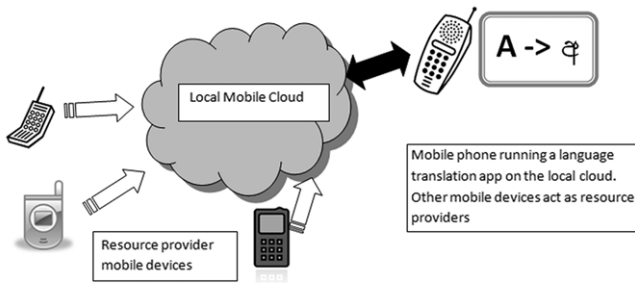 Local Mobile Cloud
A -> අ
Mobile phone running a language
translation app on the local cloud.
Other mobile devices act as resource
providers
Resource provider
mobile devices